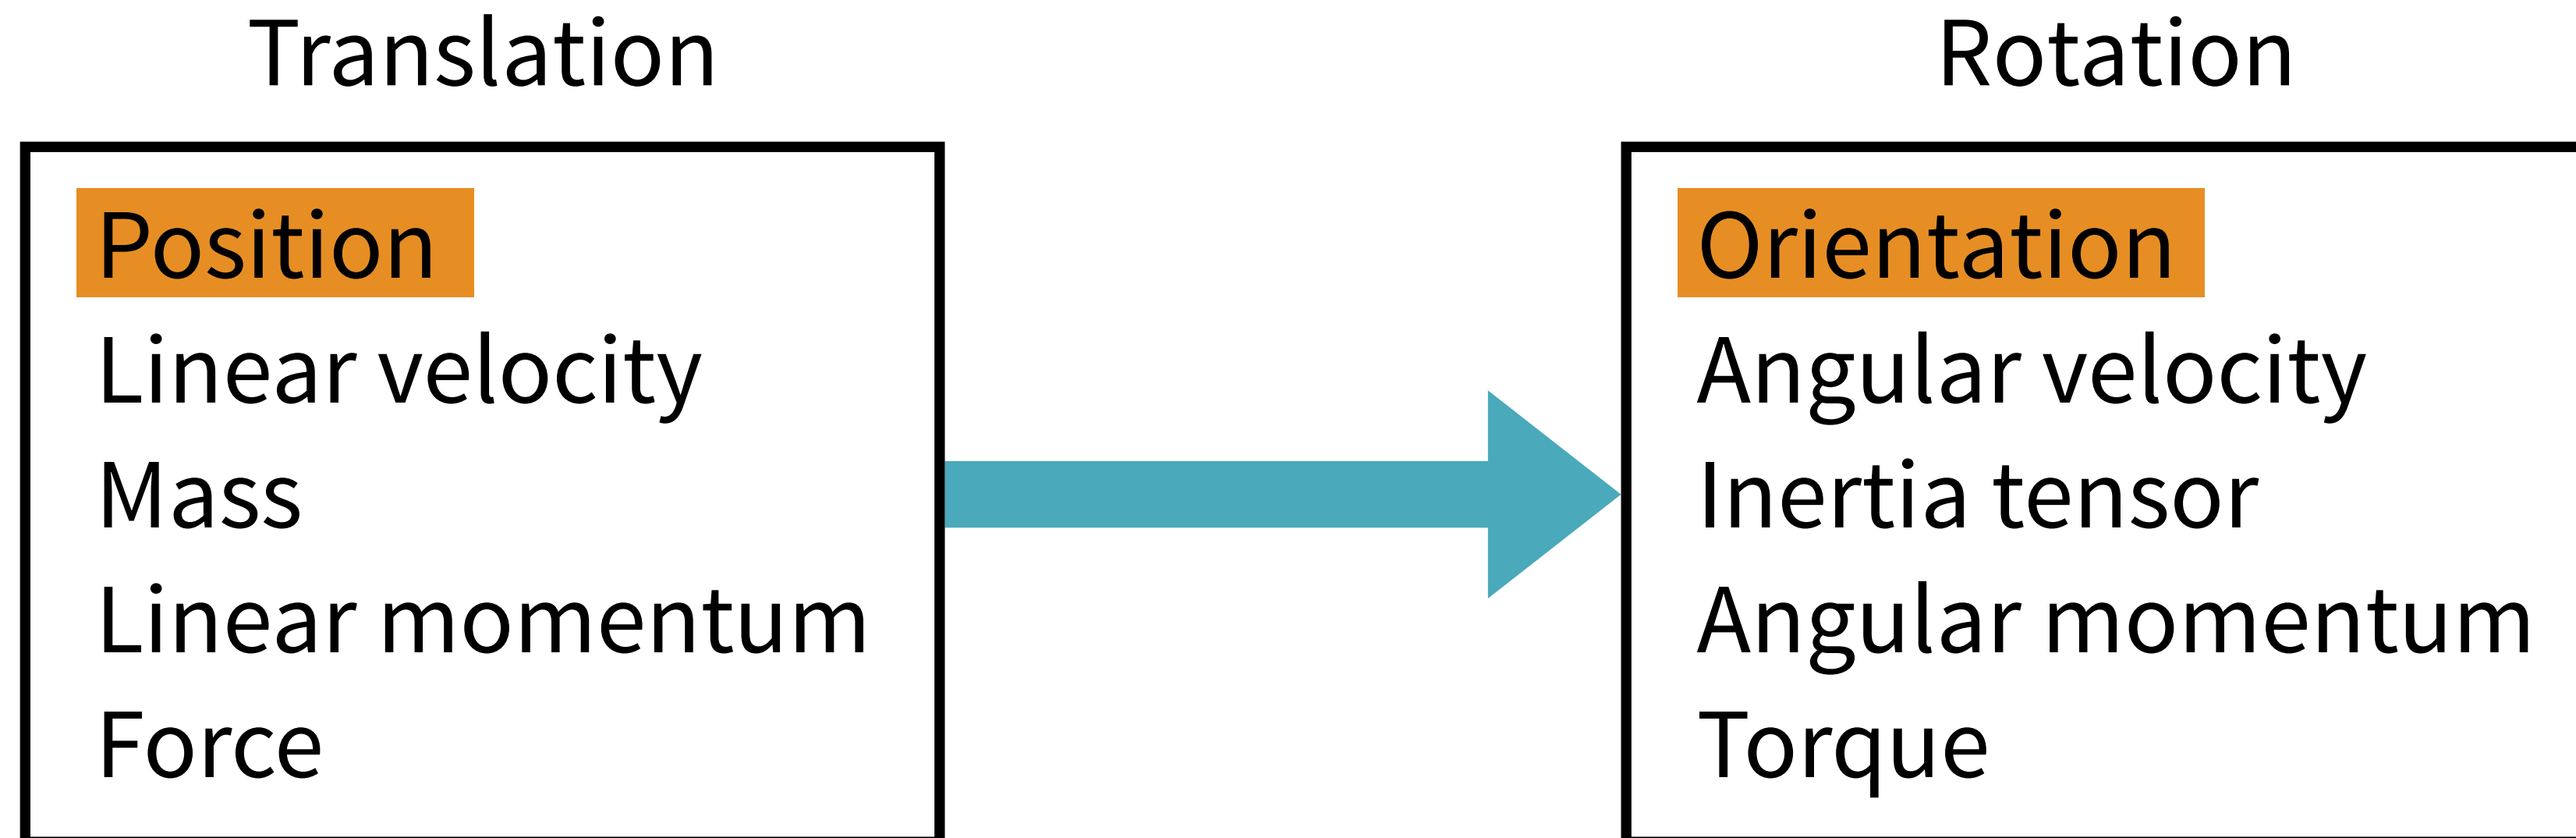 Translation
Position
Linear velocity
Mass
Linear momentum
Force
Rotation
Orientation
Angular velocity
Inertia tensor
Angular momentum
Torque